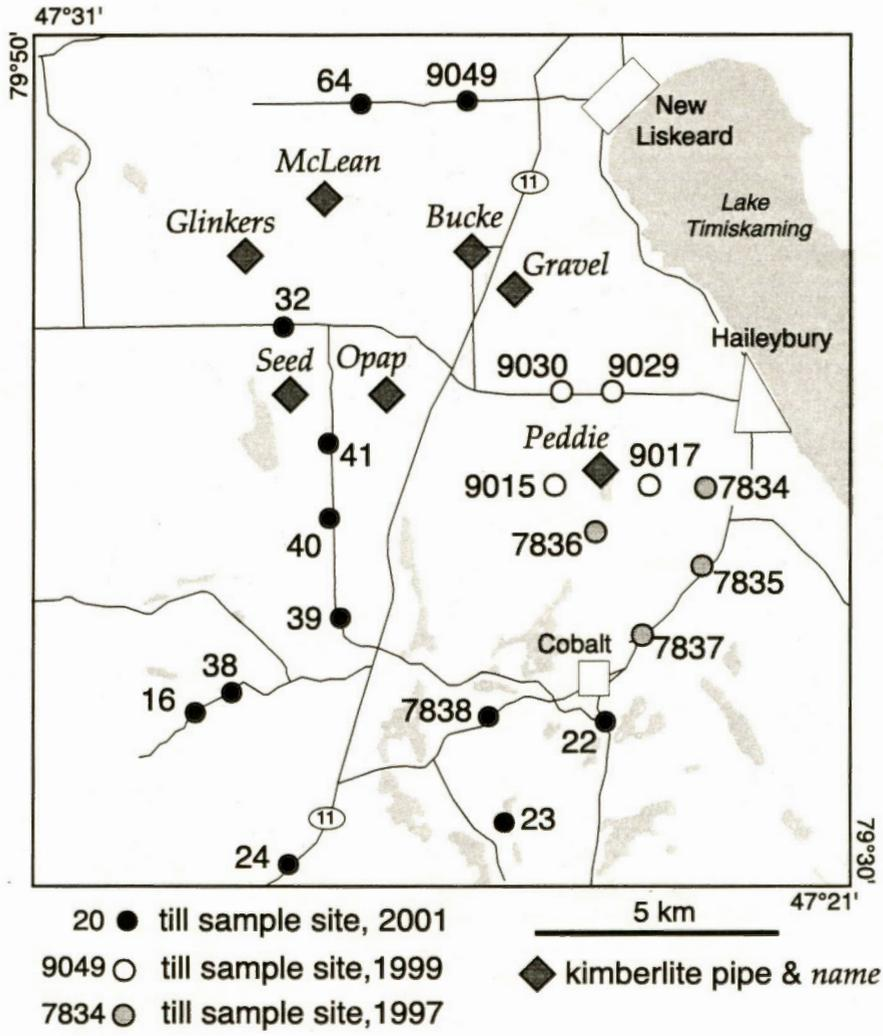 47°31'
79°50'
64
9049
New
Liskeard
McLean
11
Lake
Timiskaming
Glinkers
Bucke
Gravel
32
Haileybury
Seed
Opap
9030
9029
Peddie
9017
41
9015
7834
7836
40
7835
39
Cobalt
7837
38
16
7838
22
11
23
79°30'
24
47°21'
20 till sample site, 2001
5 km
9049 till sample site,1999
kimberlite pipe & name
7834 till sample site,1997